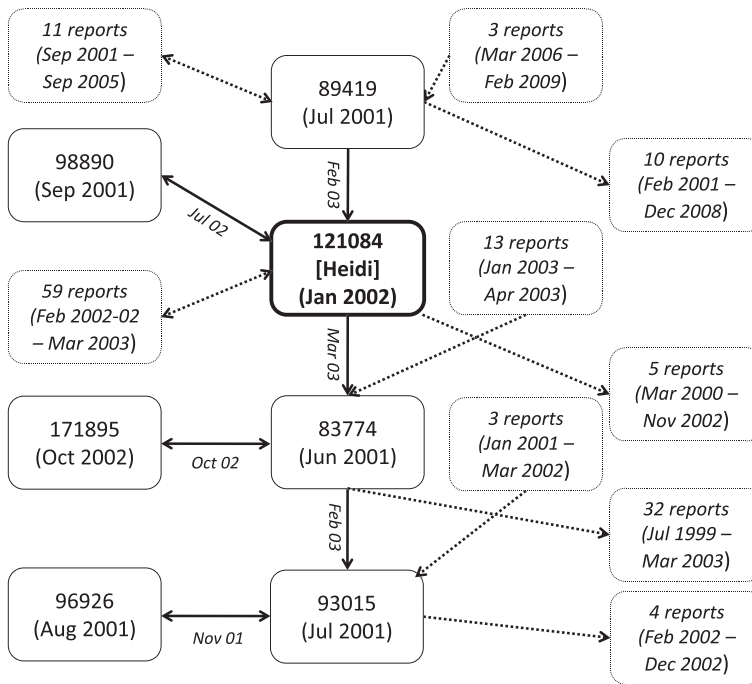 11 reports
(Sep 2001 –
Sep 2005)
3 reports
(Mar 2006 –
Feb 2009)
89419
(Jul 2001)
98890
(Sep 2001)
Feb 03
10 reports
(Feb 2001 –
Dec 2008)
Jul 02
121084
[Heidi]
(Jan 2002)
13 reports
(Jan 2003 –
Apr 2003)
59 reports
(Feb 2002-02
– Mar 2003)
Mar 03
5 reports
(Mar 2000 –
Nov 2002)
171895
(Oct 2002)
Oct 02
83774
(Jun 2001)
3 reports
(Jan 2001 –
Mar 2002)
Feb 03
32 reports
(Jul 1999 –
Mar 2003)
96926
(Aug 2001)
Nov 01
93015
(Jul 2001)
4 reports
(Feb 2002 –
Dec 2002)